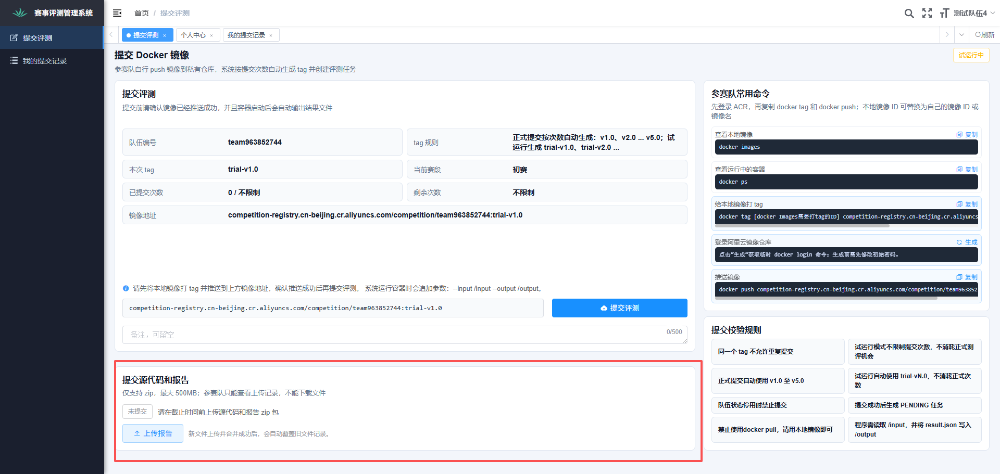 赛事评测管理系统
提交评测
我的提交记录
首页 / 提交评测
测试队伍4
提交评测 ×
个人中心 ×
我的提交记录 ×
刷新
提交 Docker 镜像
参赛队自行 push 镜像到私有仓库，系统按提交次数自动生成 tag 并创建评测任务
试运行中
提交评测
提交前请确认镜像已经推送成功，并且容器启动后会自动输出结果文件
队伍编号
team963852744
tag 规则
正式提交按次数自动生成：v1.0、v2.0 ... v5.0；试
运行生成 trial-v1.0、trial-v2.0 ...
本次 tag
trial-v1.0
当前赛段
初赛
已提交次数
0 / 不限制
剩余次数
不限制
镜像地址
competition-registry.cn-beijing.cr.aliyuncs.com/competition/team963852744:trial-v1.0
请先将本地镜像打 tag 并推送到上方镜像地址，确认推送成功后再提交评测。 系统运行容器时会追加参数：--input /input --output /output。
competition-registry.cn-beijing.cr.aliyuncs.com/competition/team963852744:trial-v1.0
提交评测
备注，可留空
0/500
提交源代码和报告
仅支持 zip，最大 500MB；参赛队只能查看上传记录，不能下载文件
未提交
请在截止时间前上传源代码和报告 zip 包
上传报告
新文件上传并合并成功后，会自动覆盖旧文件记录。
参赛队常用命令
先登录 ACR，再复制 docker tag 和 docker push；本地镜像 ID 可替换为自己的镜像 ID 或
镜像名
查看本地镜像
复制
docker images
查看运行中的容器
复制
docker ps
给本地镜像打 tag
复制
docker tag [docker Images需要打tag的ID] competition-registry.cn-beijing.cr.aliyuncs
登录阿里云镜像仓库
生成
点击“生成”获取临时 docker login 命令；生成前需先修改初始密码。
推送镜像
复制
docker push competition-registry.cn-beijing.cr.aliyuncs.com/competition/team963852
提交校验规则
同一个 tag 不允许重复提交
试运行模式不限制提交次数，不消耗正式测
评机会
正式提交自动使用 v1.0 至 v5.0
试运行自动使用 trial-vN.0，不消耗正式次
数
队伍状态停用时禁止提交
提交成功后生成 PENDING 任务
禁止使用docker pull，请用本地镜像即可
程序需读取 /input，并将 result.json 写入
/output